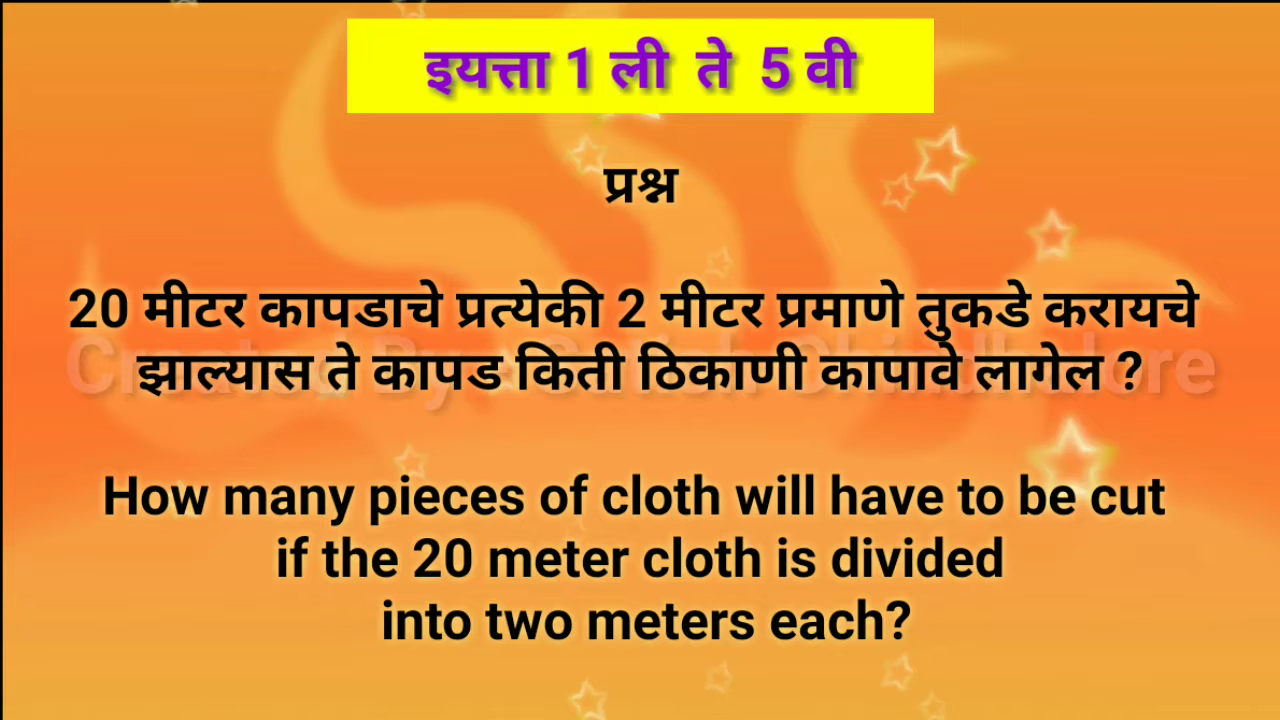 इयत्ता 1 ली ते 5 वी
प्रश्न
20 मीटर कापडाचे प्रत्येकी 2 मीटर प्रमाणे तुकडे करायचे
झाल्यास ते कापड किती ठिकाणी कापावे लागेल ?
How many pieces of cloth will have to be cut
if the 20 meter cloth is divided
into two meters each?